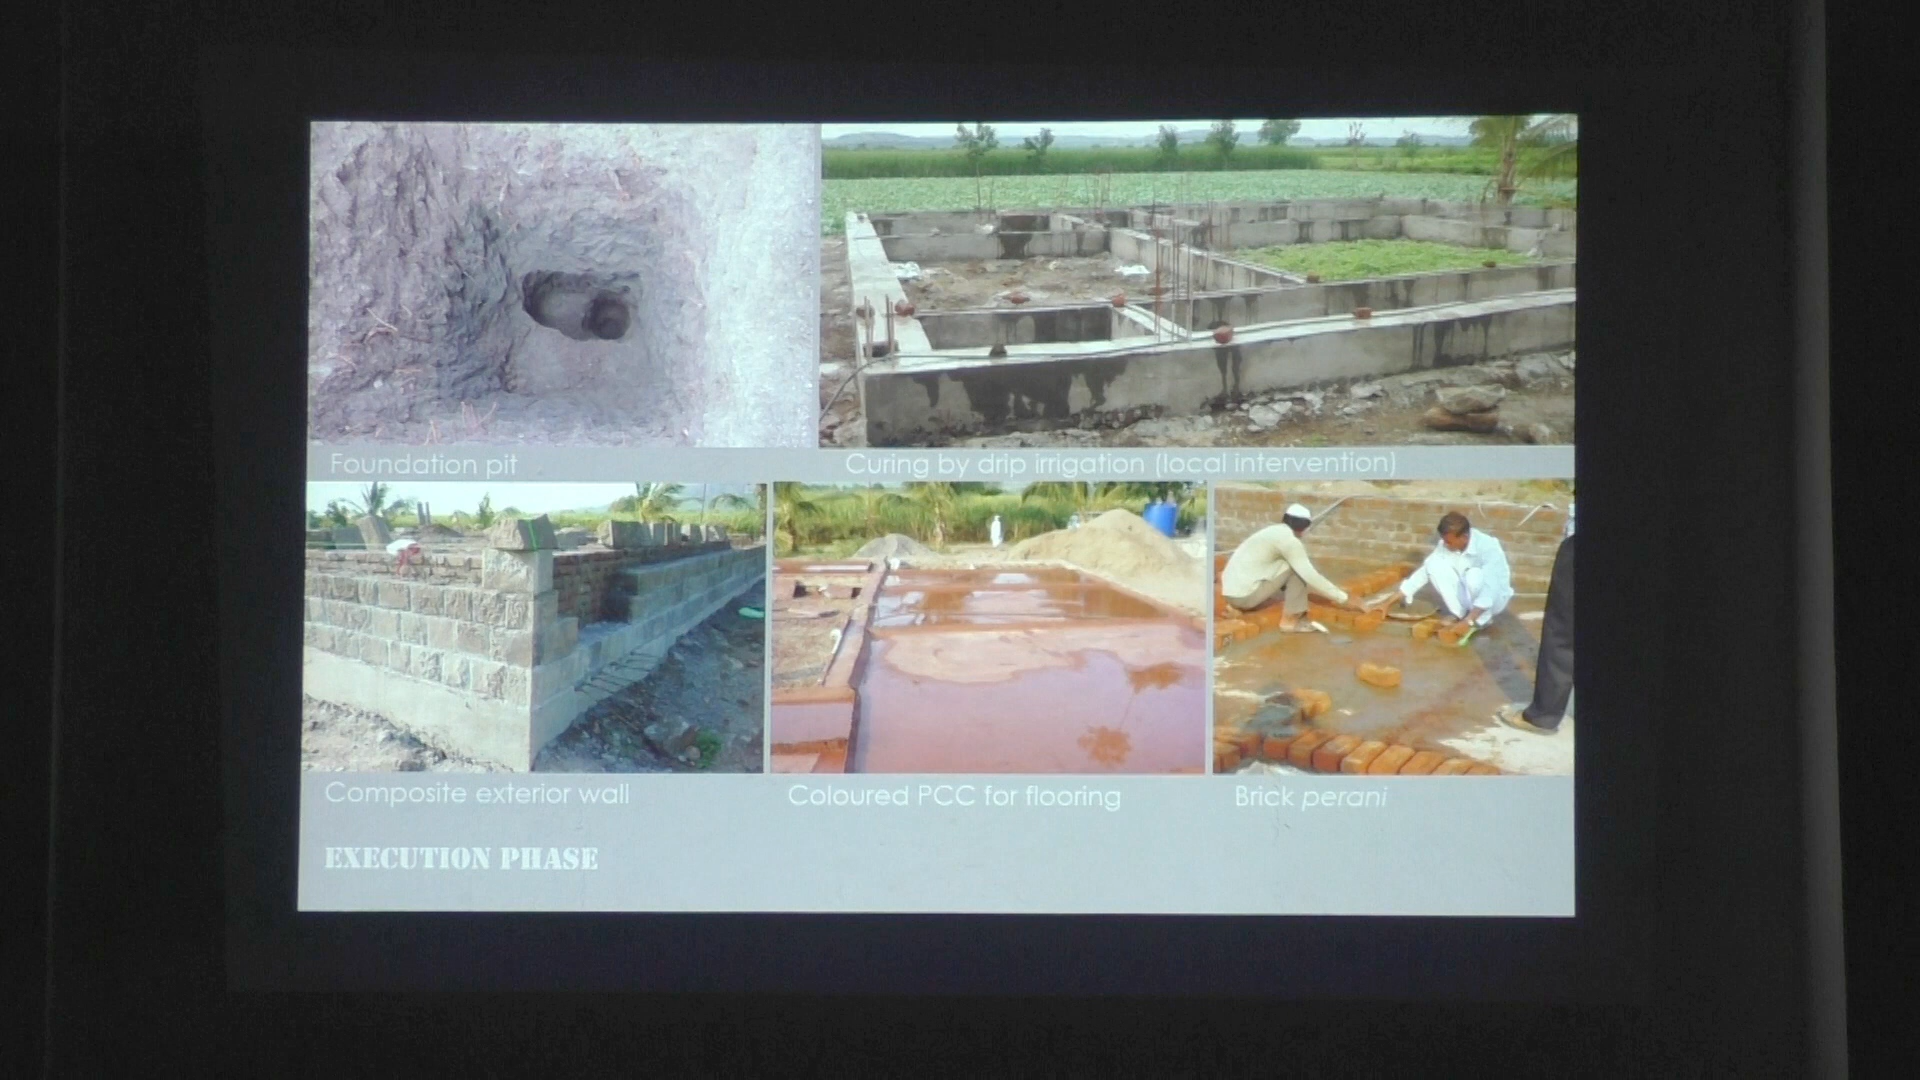 Foundation pit
Curing by drip irrigation (local intervention)
Composite exterior wall
Coloured PCC for flooring
Brick perani
EXECUTION PHASE